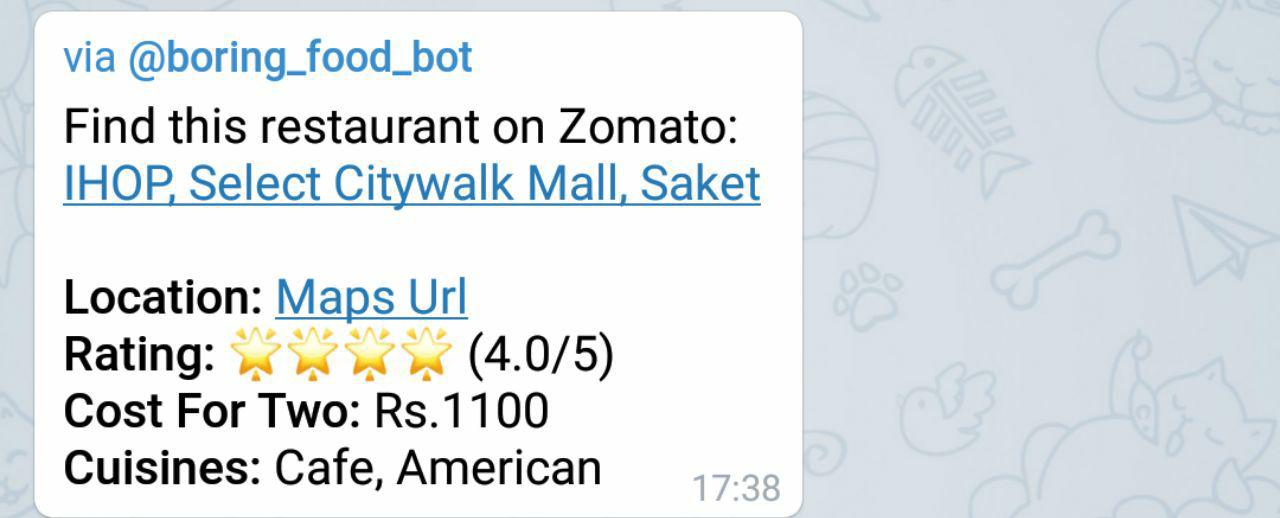 via @boring_food_bot
Find this restaurant on Zomato:
IHOP, Select Citywalk Mall, Saket
Location: Maps Url
Rating: 🌟🌟🌟🌟 (4.0/5)
Cost For Two: Rs.1100
Cuisines: Cafe, American
17:38